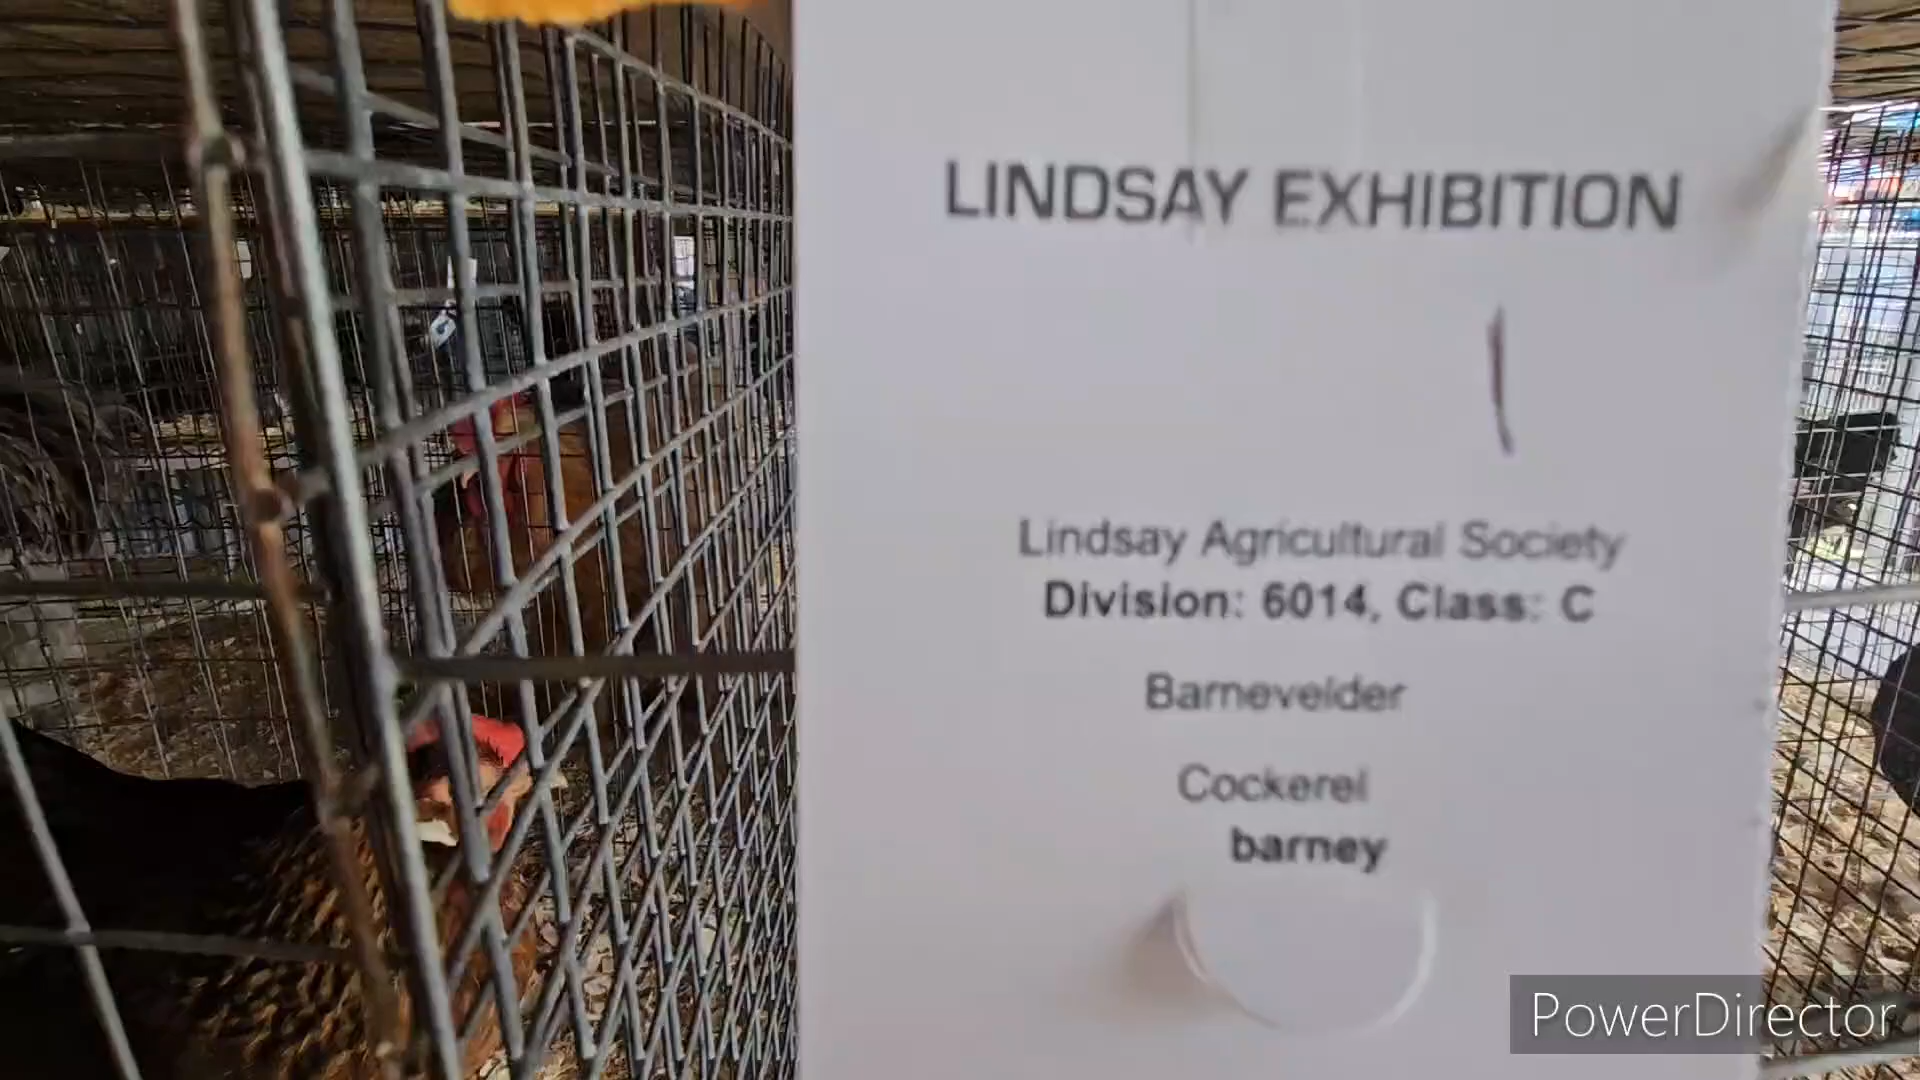 LINDSAY EXHIBITION
Lindsay Agricultural Society
Division: 6014, Class: C
Barnevelder
Cockerel
barney
PowerDirector